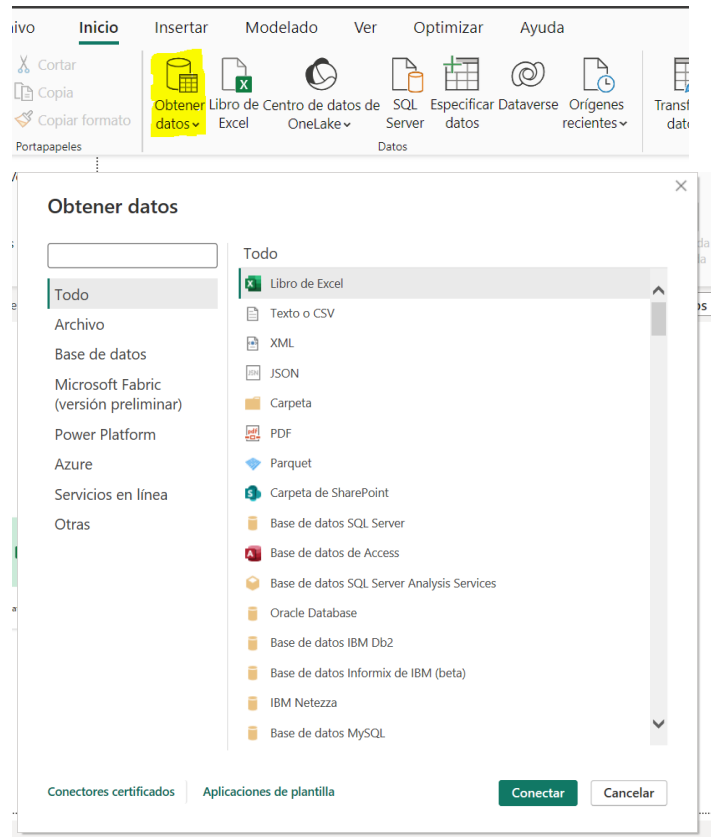 ivo Inicio Insertar Modelado Ver Optimizar Ayuda
Cortar
Copia
Copiar formato
Portapapeles
Obtener datos
Libro de Excel
Centro de datos de OneLake
SQL Server
Especificar datos
Dataverse
Orígenes recientes
Transf
dat
Datos
Obtener datos
Todo
Archivo
Base de datos
Microsoft Fabric
(versión preliminar)
Power Platform
Azure
Servicios en línea
Otras
Todo
Libro de Excel
Texto o CSV
XML
JSON
Carpeta
PDF
Parquet
Carpeta de SharePoint
Base de datos SQL Server
Base de datos de Access
Base de datos SQL Server Analysis Services
Oracle Database
Base de datos IBM Db2
Base de datos Informix de IBM (beta)
IBM Netezza
Base de datos MySQL
Conectores certificados
Aplicaciones de plantilla
Conectar
Cancelar